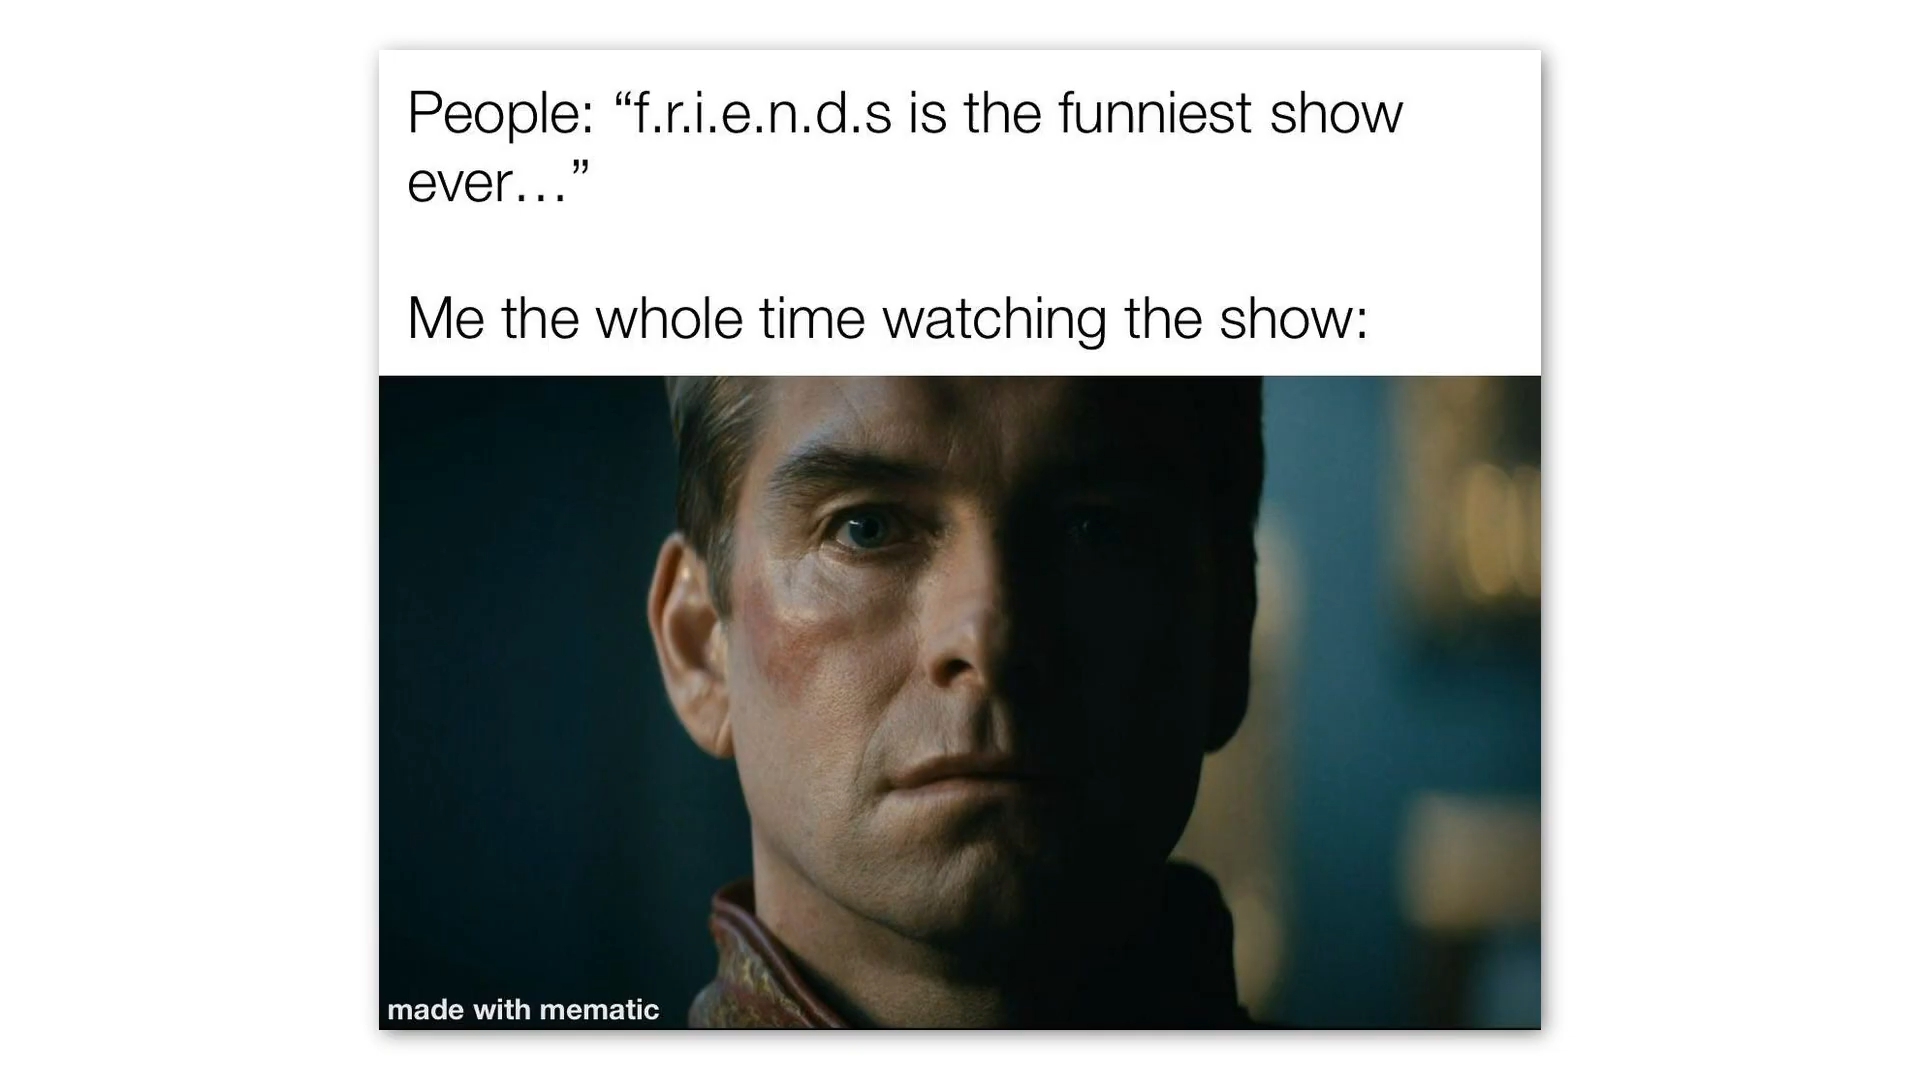 People: “f.r.i.e.n.d.s is the funniest show
ever…”
Me the whole time watching the show:
made with mematic